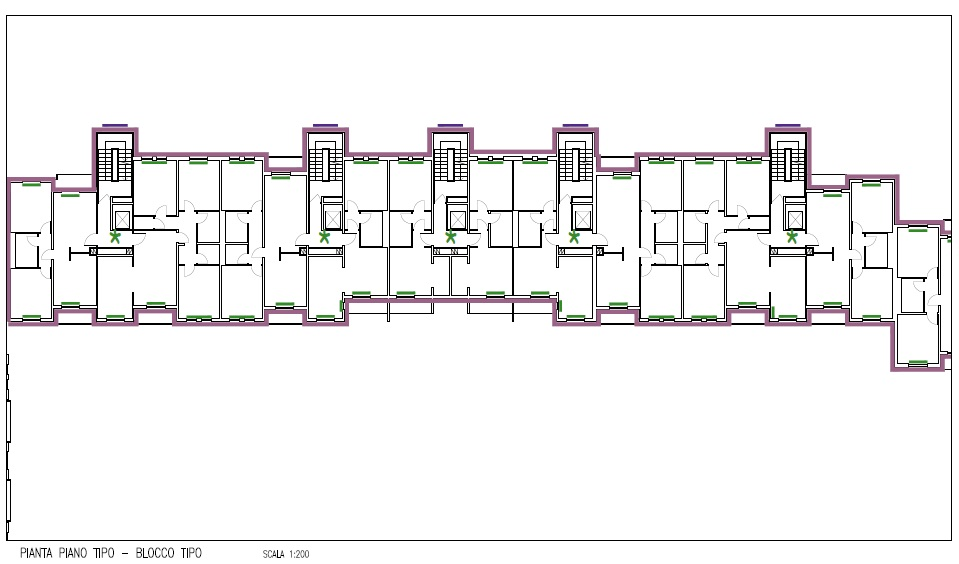 PIANTA PIANO TIPO – BLOCCO TIPO SCALA 1:200